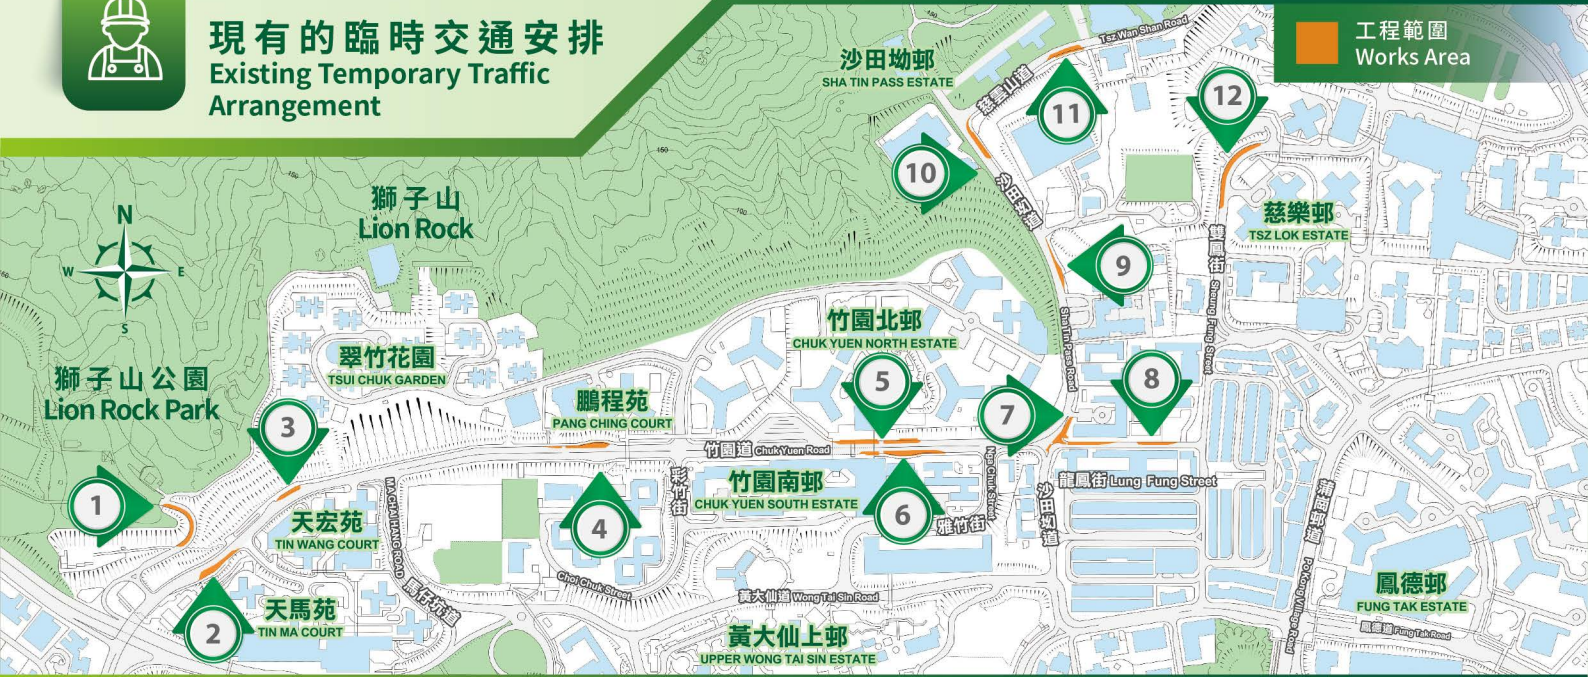 現有的臨時交通安排
Existing Temporary Traffic
Arrangement
工程範圍
Works Area
沙田坳邨
SHA TIN PASS ESTATE
慈雲山道
Tsz Wan Shan Road
11
12
10
沙田坳道
獅子山
Lion Rock
N
W
E
S
慈樂邨
TSZ LOK ESTATE
雙鳳街
Sheung Fung Street
9
Sha Tin Pass Road
竹園北邨
CHUK YUEN NORTH ESTATE
翠竹花園
TSUI CHUK GARDEN
獅子山公園
Lion Rock Park
鵬程苑
PANG CHING COURT
3
5
7
8
竹園道 Chuk Yuen Road
彩竹街
竹園南邨
CHUK YUEN SOUTH ESTATE
Nga Chuk Street
雅竹街
沙田坳道
龍鳳街 Lung Fung Street
1
4
6
天宏苑
TIN WANG COURT
MA CHAI HANG ROAD
馬仔坑道
Choi Chuk Street
蒲崗村道
Po Kong Village Road
2
天馬苑
TIN MA COURT
黃大仙道 Wong Tai Sin Road
黃大仙上邨
UPPER WONG TAI SIN ESTATE
鳳德邨
FUNG TAK ESTATE
鳳德道 Fung Tak Road
150
150
100
150